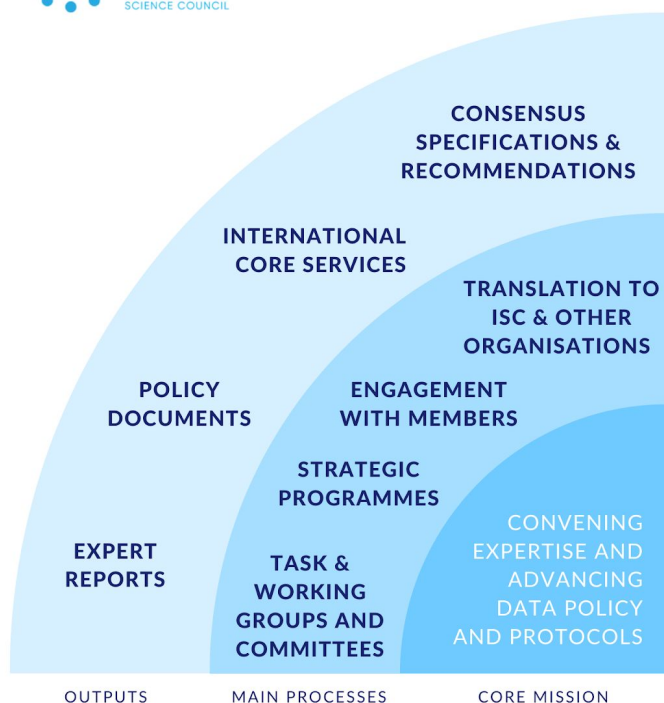 SCIENCE COUNCIL
CONSENSUS
SPECIFICATIONS &
RECOMMENDATIONS
INTERNATIONAL
CORE SERVICES
TRANSLATION TO
ISC & OTHER
ORGANISATIONS
POLICY
DOCUMENTS
ENGAGEMENT
WITH MEMBERS
STRATEGIC
PROGRAMMES
EXPERT
REPORTS
TASK &
WORKING
GROUPS AND
COMMITTEES
CONVENING
EXPERTISE AND
ADVANCING
DATA POLICY
AND PROTOCOLS
OUTPUTS
MAIN PROCESSES
CORE MISSION